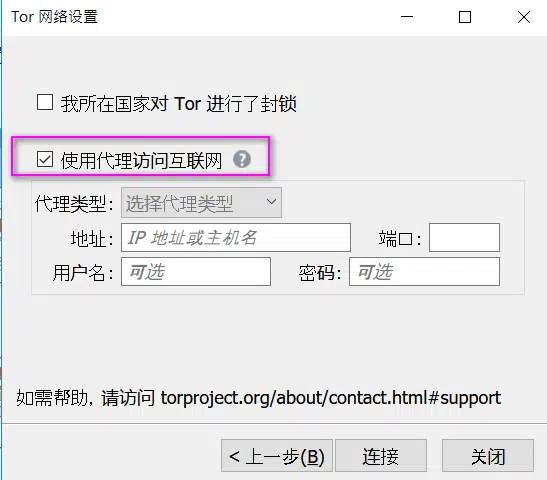 Tor 网络设置
我所在国家对 Tor 进行了封锁
使用代理访问互联网 ?
代理类型: 选择代理类型
地址: IP 地址或主机名 端口:
用户名: 可选 密码: 可选
如需帮助, 请访问 torproject.org/about/contact.html#support
< 上一步(B) 连接 关闭